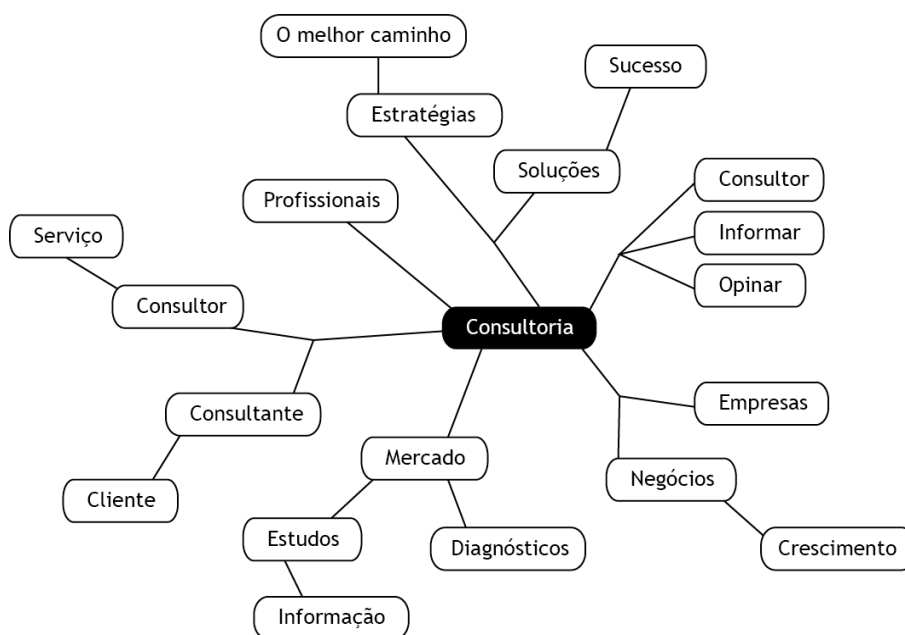 O melhor caminho
Sucesso
Estratégias
Soluções
Consultor
Profissionais
Informar
Serviço
Opinar
Consultor
Consultoria
Empresas
Consultante
Mercado
Negócios
Cliente
Estudos
Diagnósticos
Crescimento
Informação